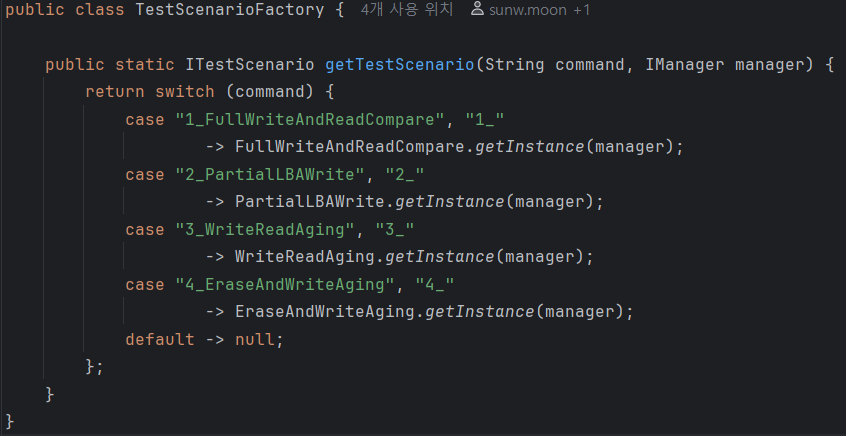 public class TestScenarioFactory {  4개 사용 위치  sunw.moon +1
public static ITestScenario getTestScenario(String command, IManager manager) {
return switch (command) {
case "1_FullWriteAndReadCompare", "1_"
-> FullWriteAndReadCompare.getInstance(manager);
case "2_PartialLBAWrite", "2_"
-> PartialLBAWrite.getInstance(manager);
case "3_WriteReadAging", "3_"
-> WriteReadAging.getInstance(manager);
case "4_EraseAndWriteAging", "4_"
-> EraseAndWriteAging.getInstance(manager);
default -> null;
};
}
}